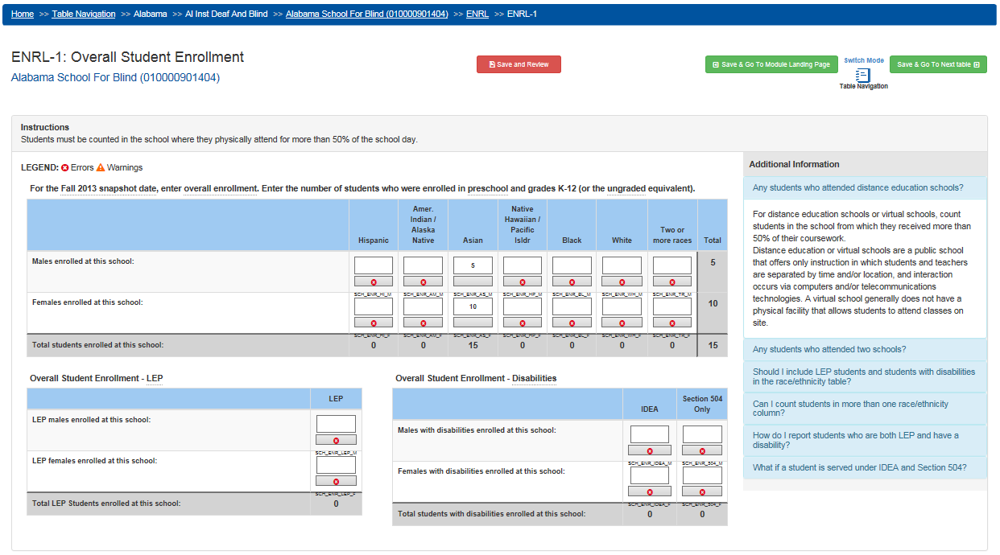 Home >> Table Navigation >> Alabama >> Al Inst Deaf And Blind >> Alabama School For Blind (010000901404) >> ENRL >> ENRL-1
ENRL-1: Overall Student Enrollment
Alabama School For Blind (010000901404)
Save and Review
Save & Go To Module Landing Page
Switch Mode
Table Navigation
Save & Go To Next table
Instructions
Students must be counted in the school where they physically attend for more than 50% of the school day.
LEGEND: Errors Warnings
For the Fall 2013 snapshot date, enter overall enrollment. Enter the number of students who were enrolled in preschool and grades K-12 (or the ungraded equivalent).
Hispanic
Amer.
Indian /
Alaska
Native
Asian
Native
Hawaiian /
Pacific
Isldr
Black
White
Two or
more races
Total
Males enrolled at this school:
5
5
SCH_ENR_HI_M SCH_ENR_AM_M SCH_ENR_AS_M SCH_ENR_HP_M SCH_ENR_BL_M SCH_ENR_WH_M SCH_ENR_TR_M
Females enrolled at this school:
10
10
SCH_ENR_HI_F SCH_ENR_AM_F SCH_ENR_AS_F SCH_ENR_HP_F SCH_ENR_BL_F SCH_ENR_WH_F SCH_ENR_TR_F
Total students enrolled at this school: 0 0 15 0 0 0 0 15
Overall Student Enrollment - LEP
LEP
LEP males enrolled at this school:
SCH_ENR_LEP_M
LEP females enrolled at this school:
SCH_ENR_LEP_F
Total LEP Students enrolled at this school: 0
Overall Student Enrollment - Disabilities
IDEA
Section 504
Only
Males with disabilities enrolled at this school:
SCH_ENR_IDEA_M SCH_ENR_504_M
Females with disabilities enrolled at this school:
SCH_ENR_IDEA_F SCH_ENR_504_F
Total students with disabilities enrolled at this school: 0 0
Additional Information
Any students who attended distance education schools?
For distance education schools or virtual schools, count
students in the school from which they received more than
50% of their coursework.
Distance education or virtual schools are a public school
that offers only instruction in which students and teachers
are separated by time and/or location, and interaction
occurs via computers and/or telecommunications
technologies. A virtual school generally does not have a
physical facility that allows students to attend classes on
site.
Any students who attended two schools?
Should I include LEP students and students with disabilities
in the race/ethnicity table?
Can I count students in more than one race/ethnicity
column?
How do I report students who are both LEP and have a
disability?
What if a student is served under IDEA and Section 504?